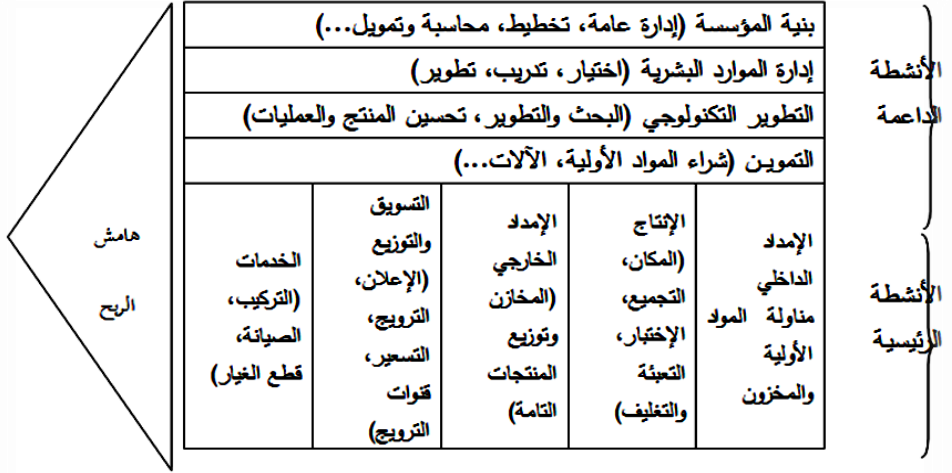 بنية المؤسسة (إدارة عامة، تخطيط، محاسبة وتمويل...)
إدارة الموارد البشرية (اختيار، تدريب، تطوير)
التطوير التكنولوجي (البحث والتطوير، تحسين المنتج والعمليات)
التموين (شراء المواد الأولية، الآلات...)
الأنشطة
الداعمة
الإمداد
الداخلي
مناولة المواد
الأولية
والمخزون
الإنتاج
(المكان،
التجميع،
الإختبار،
التعبئة
والتغليف)
الإمداد
الخارجي
(المخازن
وتوزيع
المنتجات
التامة)
التسويق
والتوزيع
(الإعلان،
الترويج،
التسعير،
قنوات
الترويج)
الخدمات
(التركيب،
الصيانة،
قطع الغيار)
الأنشطة
الرئيسية
هامش
الربح